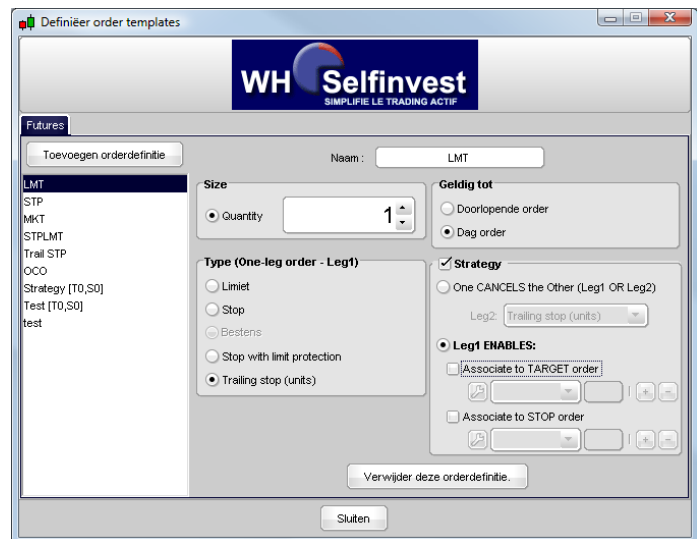 Definiëer order templates
WH Selfinvest
SIMPLIFIE LE TRADING ACTIF
Futures
Toevoegen orderdefinitie
Naam :
LMT
LMT
STP
MKT
STPLMT
Trail STP
OCO
Strategy [T0,S0]
Test [T0,S0]
test
Size
Quantity
1
Geldig tot
Doorlopende order
Dag order
Type (One-leg order - Leg1)
Limiet
Stop
Bestens
Stop with limit protection
Trailing stop (units)
Strategy
One CANCELS the Other (Leg1 OR Leg2)
Leg2: Trailing stop (units)
Leg1 ENABLES:
Associate to TARGET order
Associate to STOP order
Verwijder deze orderdefinitie.
Sluiten